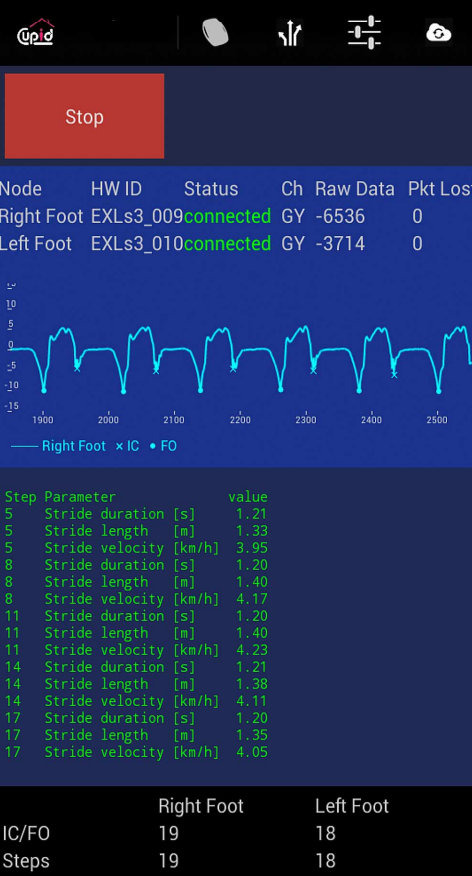 cupid
Stop
Node HW ID Status Ch Raw Data Pkt Los
Right Foot EXLs3_009 connected GY -6536 0
Left Foot EXLs3_010 connected GY -3714 0
10
5
0
-5
-10
-15
1900 2000 2100 2200 2300 2400 2500
Right Foot × IC • FO
Step Parameter value
5 Stride duration [s] 1.21
5 Stride length [m] 1.33
5 Stride velocity [km/h] 3.95
8 Stride duration [s] 1.20
8 Stride length [m] 1.40
8 Stride velocity [km/h] 4.17
11 Stride duration [s] 1.20
11 Stride length [m] 1.40
11 Stride velocity [km/h] 4.23
14 Stride duration [s] 1.21
14 Stride length [m] 1.38
14 Stride velocity [km/h] 4.11
17 Stride duration [s] 1.20
17 Stride length [m] 1.35
17 Stride velocity [km/h] 4.05
Right Foot Left Foot
IC/FO 19 18
Steps 19 18